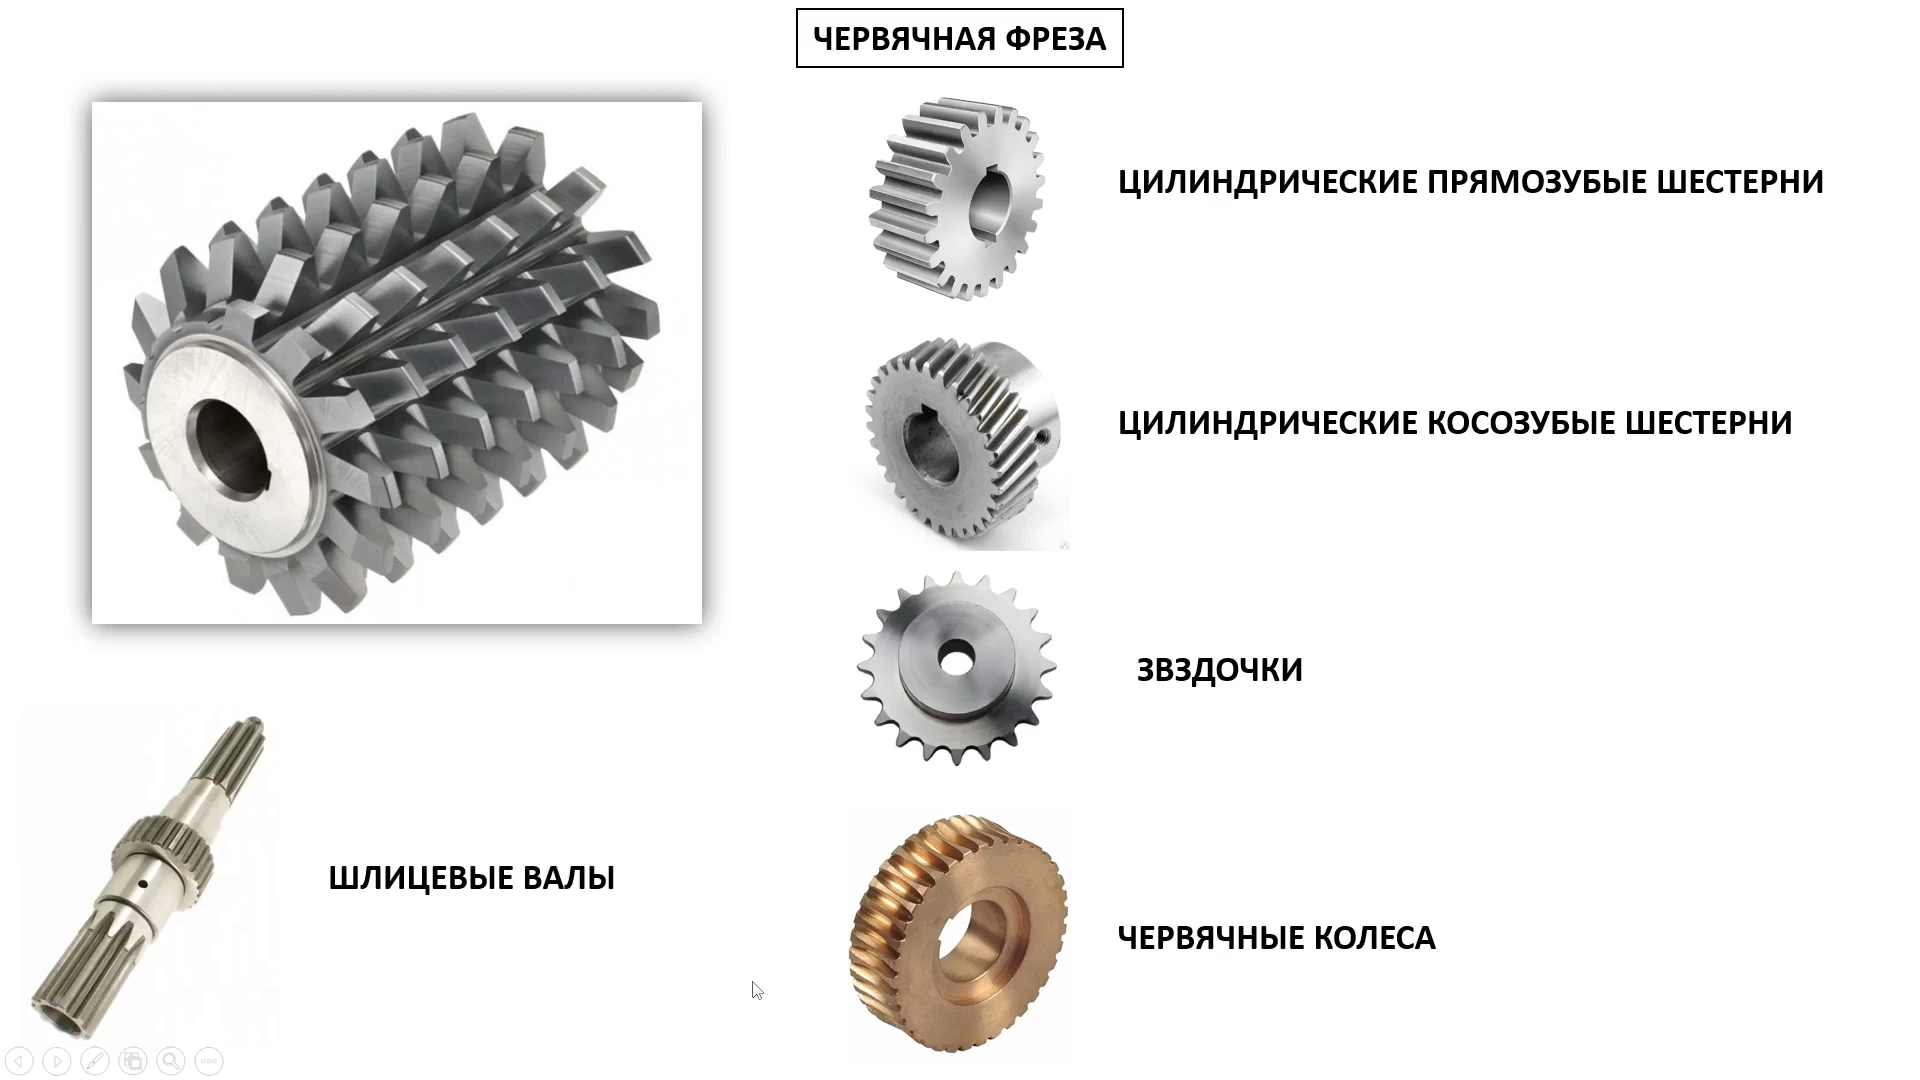 ЧЕРВЯЧНАЯ ФРЕЗА
ЦИЛИНДРИЧЕСКИЕ ПРЯМОЗУБЫЕ ШЕСТЕРНИ
ЦИЛИНДРИЧЕСКИЕ КОСОЗУБЫЕ ШЕСТЕРНИ
ЗВЗДОЧКИ
ШЛИЦЕВЫЕ ВАЛЫ
ЧЕРВЯЧНЫЕ КОЛЕСА